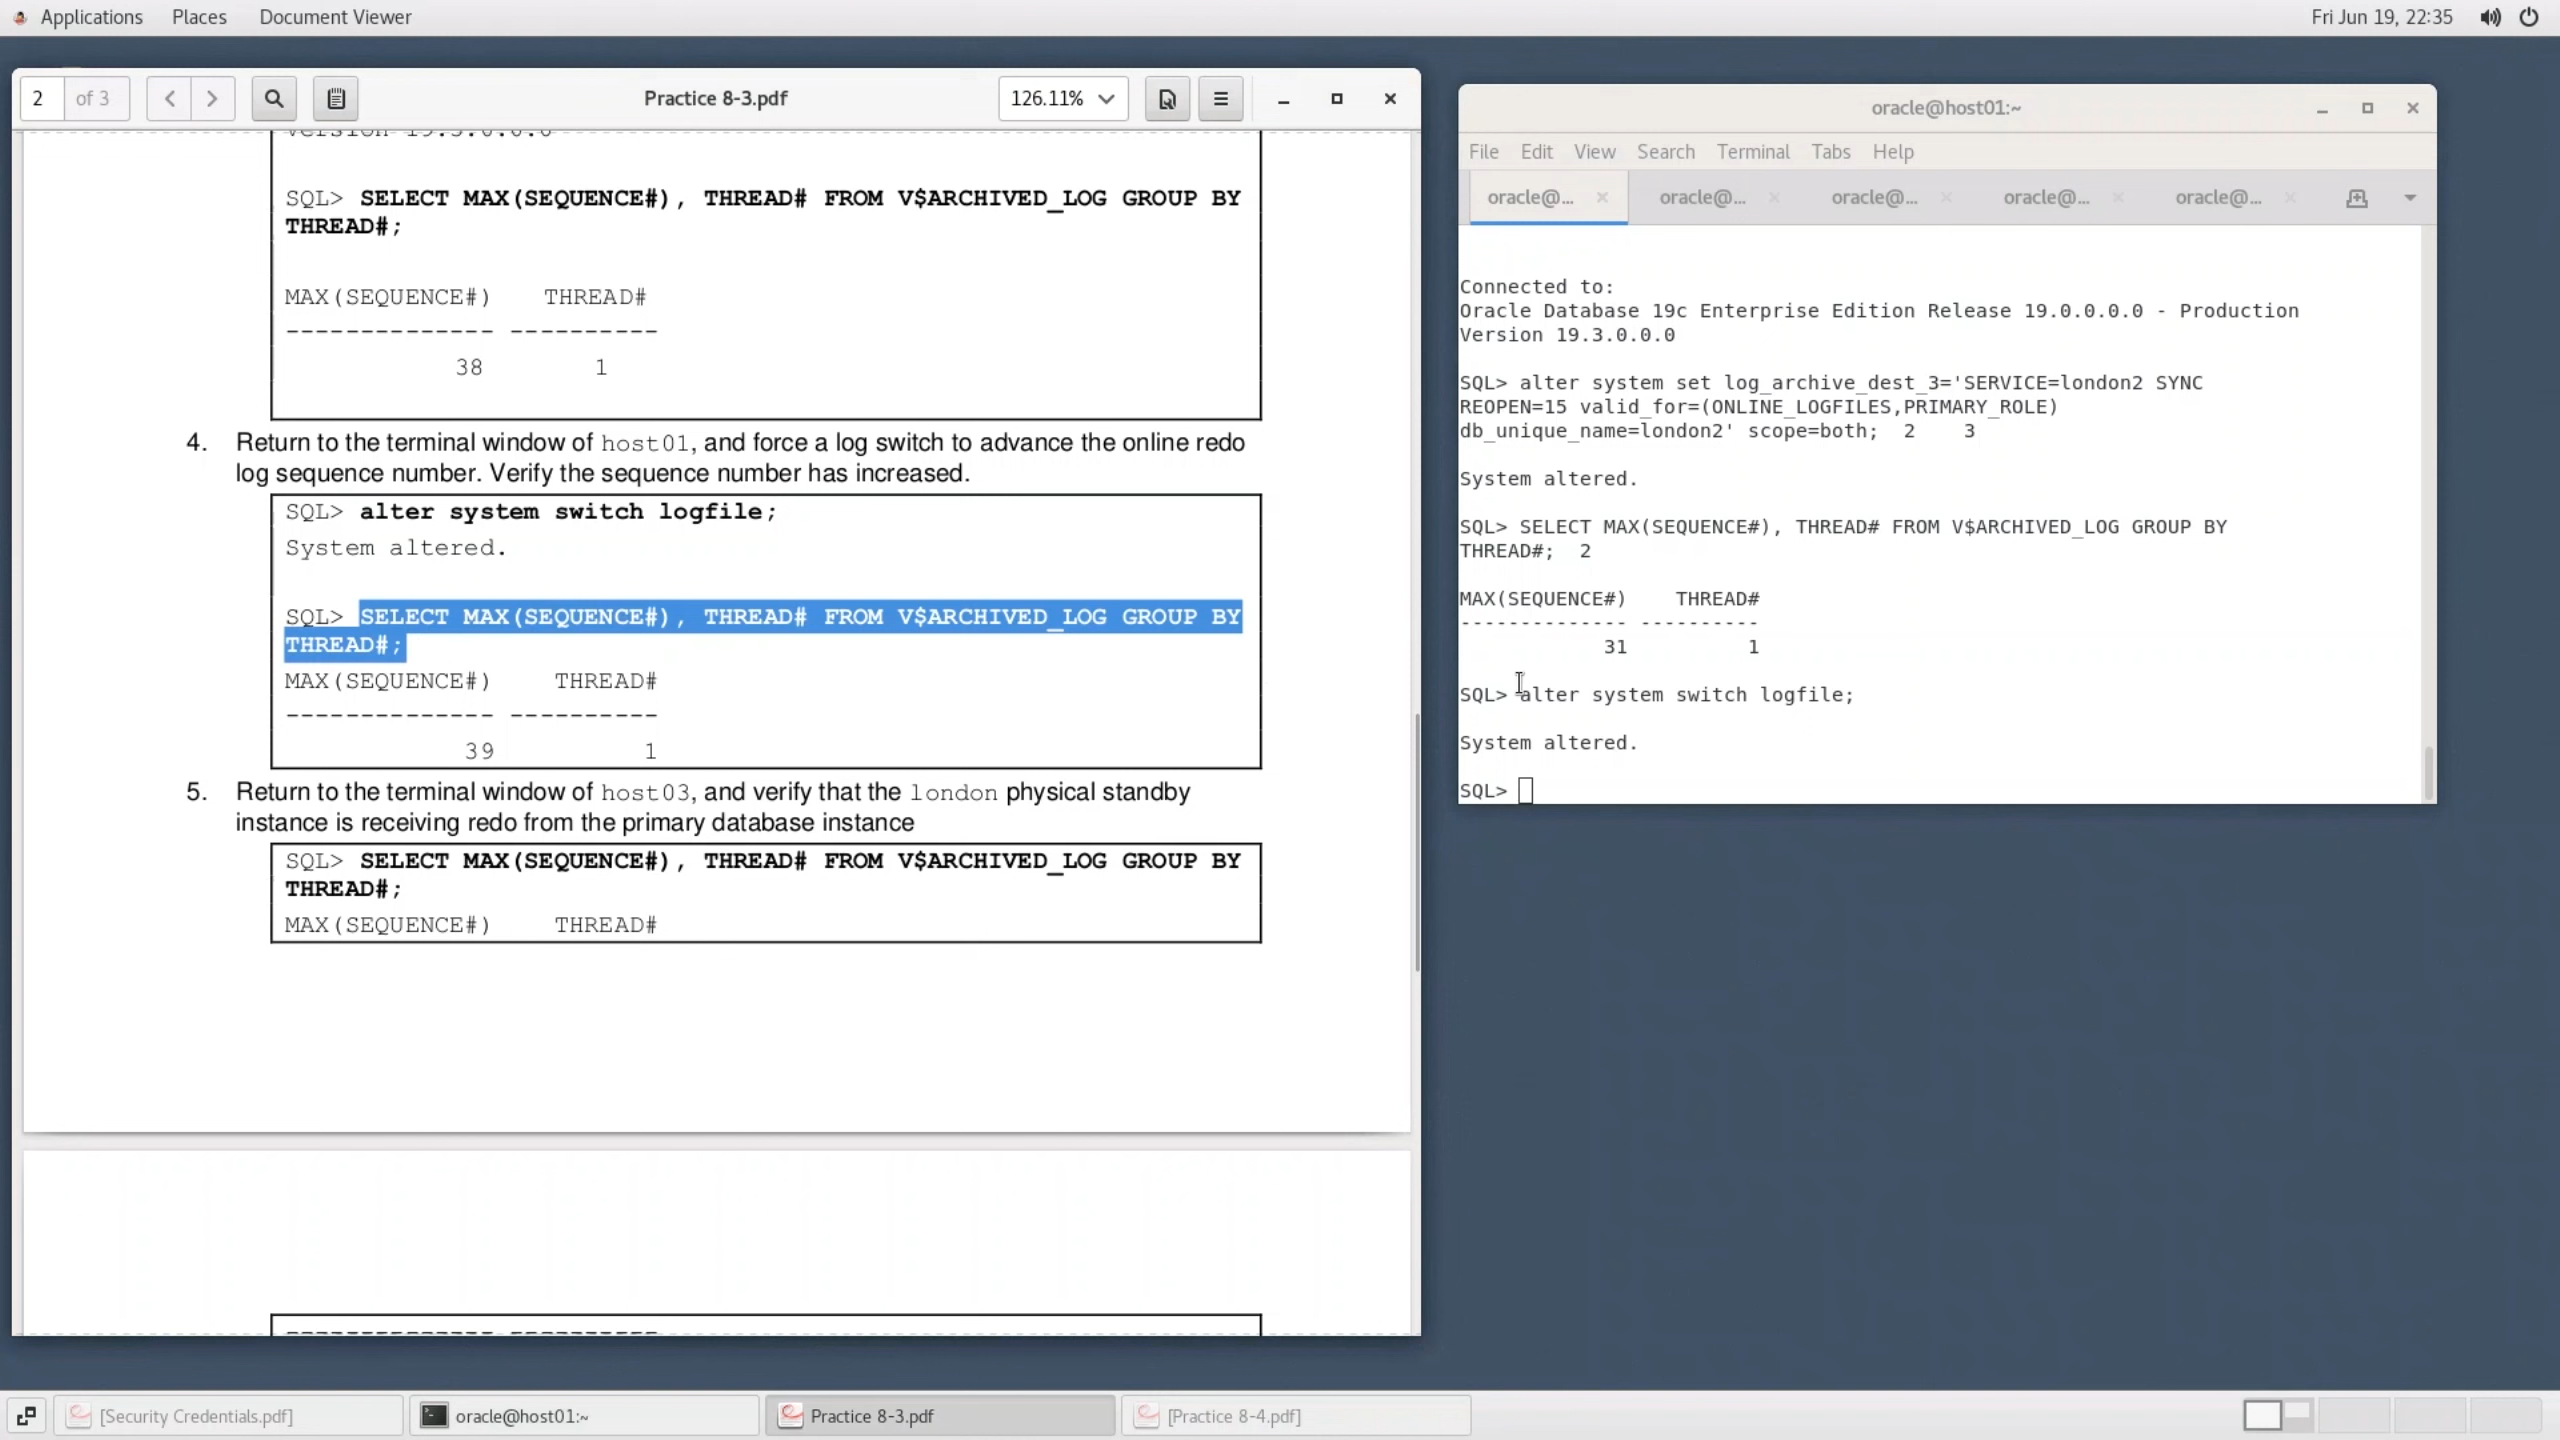 Applications Places Document Viewer Fri Jun 19, 22:35
2 of 3 Practice 8-3.pdf 126.11%
SQL> SELECT MAX(SEQUENCE#), THREAD# FROM V$ARCHIVED_LOG GROUP BY
THREAD#;
MAX(SEQUENCE#) THREAD#
-------------- ----------
38 1
4. Return to the terminal window of host01, and force a log switch to advance the online redo
log sequence number. Verify the sequence number has increased.
SQL> alter system switch logfile;
System altered.
SQL> SELECT MAX(SEQUENCE#), THREAD# FROM V$ARCHIVED_LOG GROUP BY
THREAD#;
MAX(SEQUENCE#) THREAD#
-------------- ----------
39 1
5. Return to the terminal window of host03, and verify that the london physical standby
instance is receiving redo from the primary database instance
SQL> SELECT MAX(SEQUENCE#), THREAD# FROM V$ARCHIVED_LOG GROUP BY
THREAD#;
MAX(SEQUENCE#) THREAD#
oracle@host01:~
File Edit View Search Terminal Tabs Help
oracle@... oracle@... oracle@... oracle@... oracle@...
Connected to:
Oracle Database 19c Enterprise Edition Release 19.0.0.0.0 - Production
Version 19.3.0.0.0
SQL> alter system set log_archive_dest_3='SERVICE=london2 SYNC
REOPEN=15 valid_for=(ONLINE_LOGFILES,PRIMARY_ROLE)
db_unique_name=london2' scope=both; 2 3
System altered.
SQL> SELECT MAX(SEQUENCE#), THREAD# FROM V$ARCHIVED_LOG GROUP BY
THREAD#; 2
MAX(SEQUENCE#) THREAD#
-------------- ----------
31 1
SQL> alter system switch logfile;
System altered.
SQL>
[Security Credentials.pdf] oracle@host01:~ Practice 8-3.pdf [Practice 8-4.pdf]